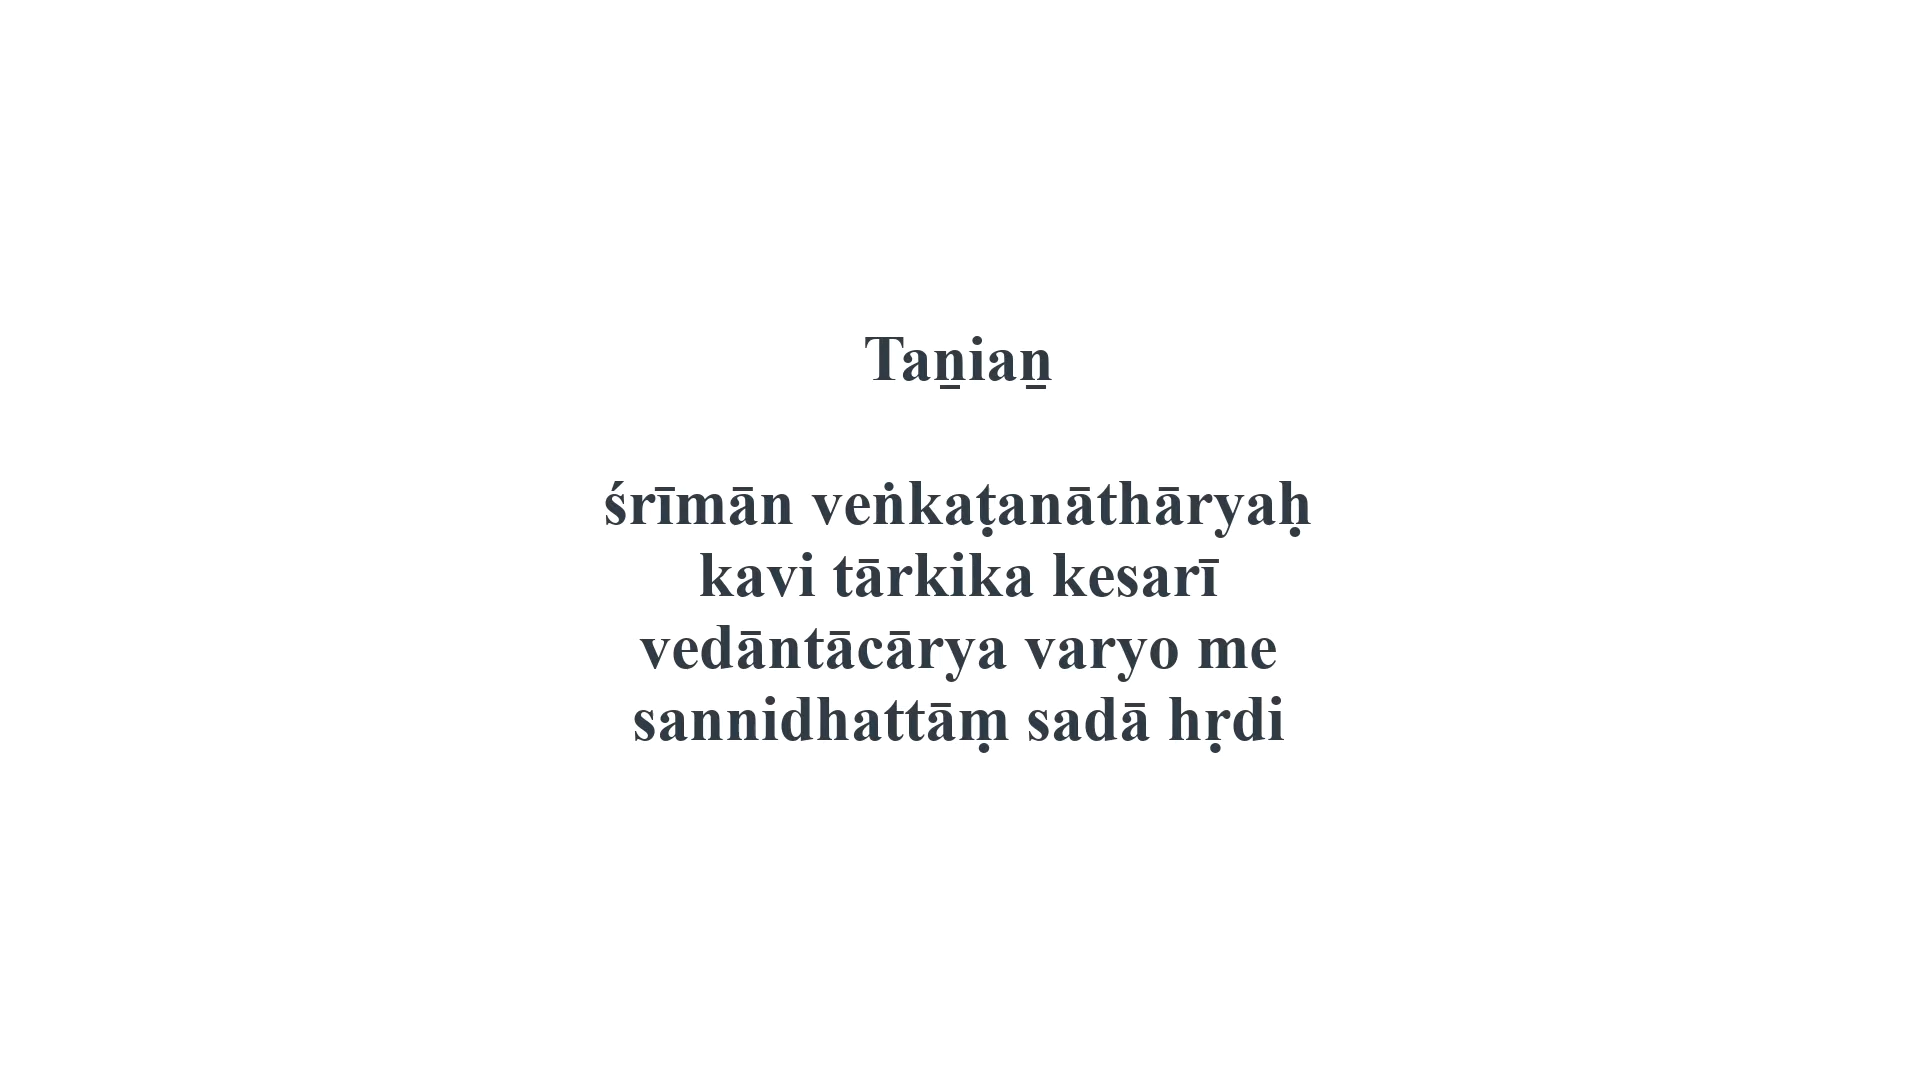 Taṉiaṉ
śrīmān veṅkaṭanāthāryaḥ
kavi tārkika kesarī
vedāntācārya varyo me
sannidhattāṃ sadā hṛdi